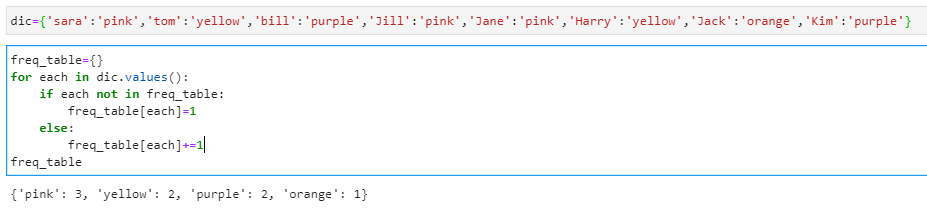 dic={'sara':'pink','tom':'yellow','bill':'purple','Jill':'pink','Jane':'pink','Harry':'yellow','Jack':'orange','Kim':'purple'}
freq_table={}
for each in dic.values():
    if each not in freq_table:
        freq_table[each]=1
    else:
        freq_table[each]+=1
freq_table
{'pink': 3, 'yellow': 2, 'purple': 2, 'orange': 1}